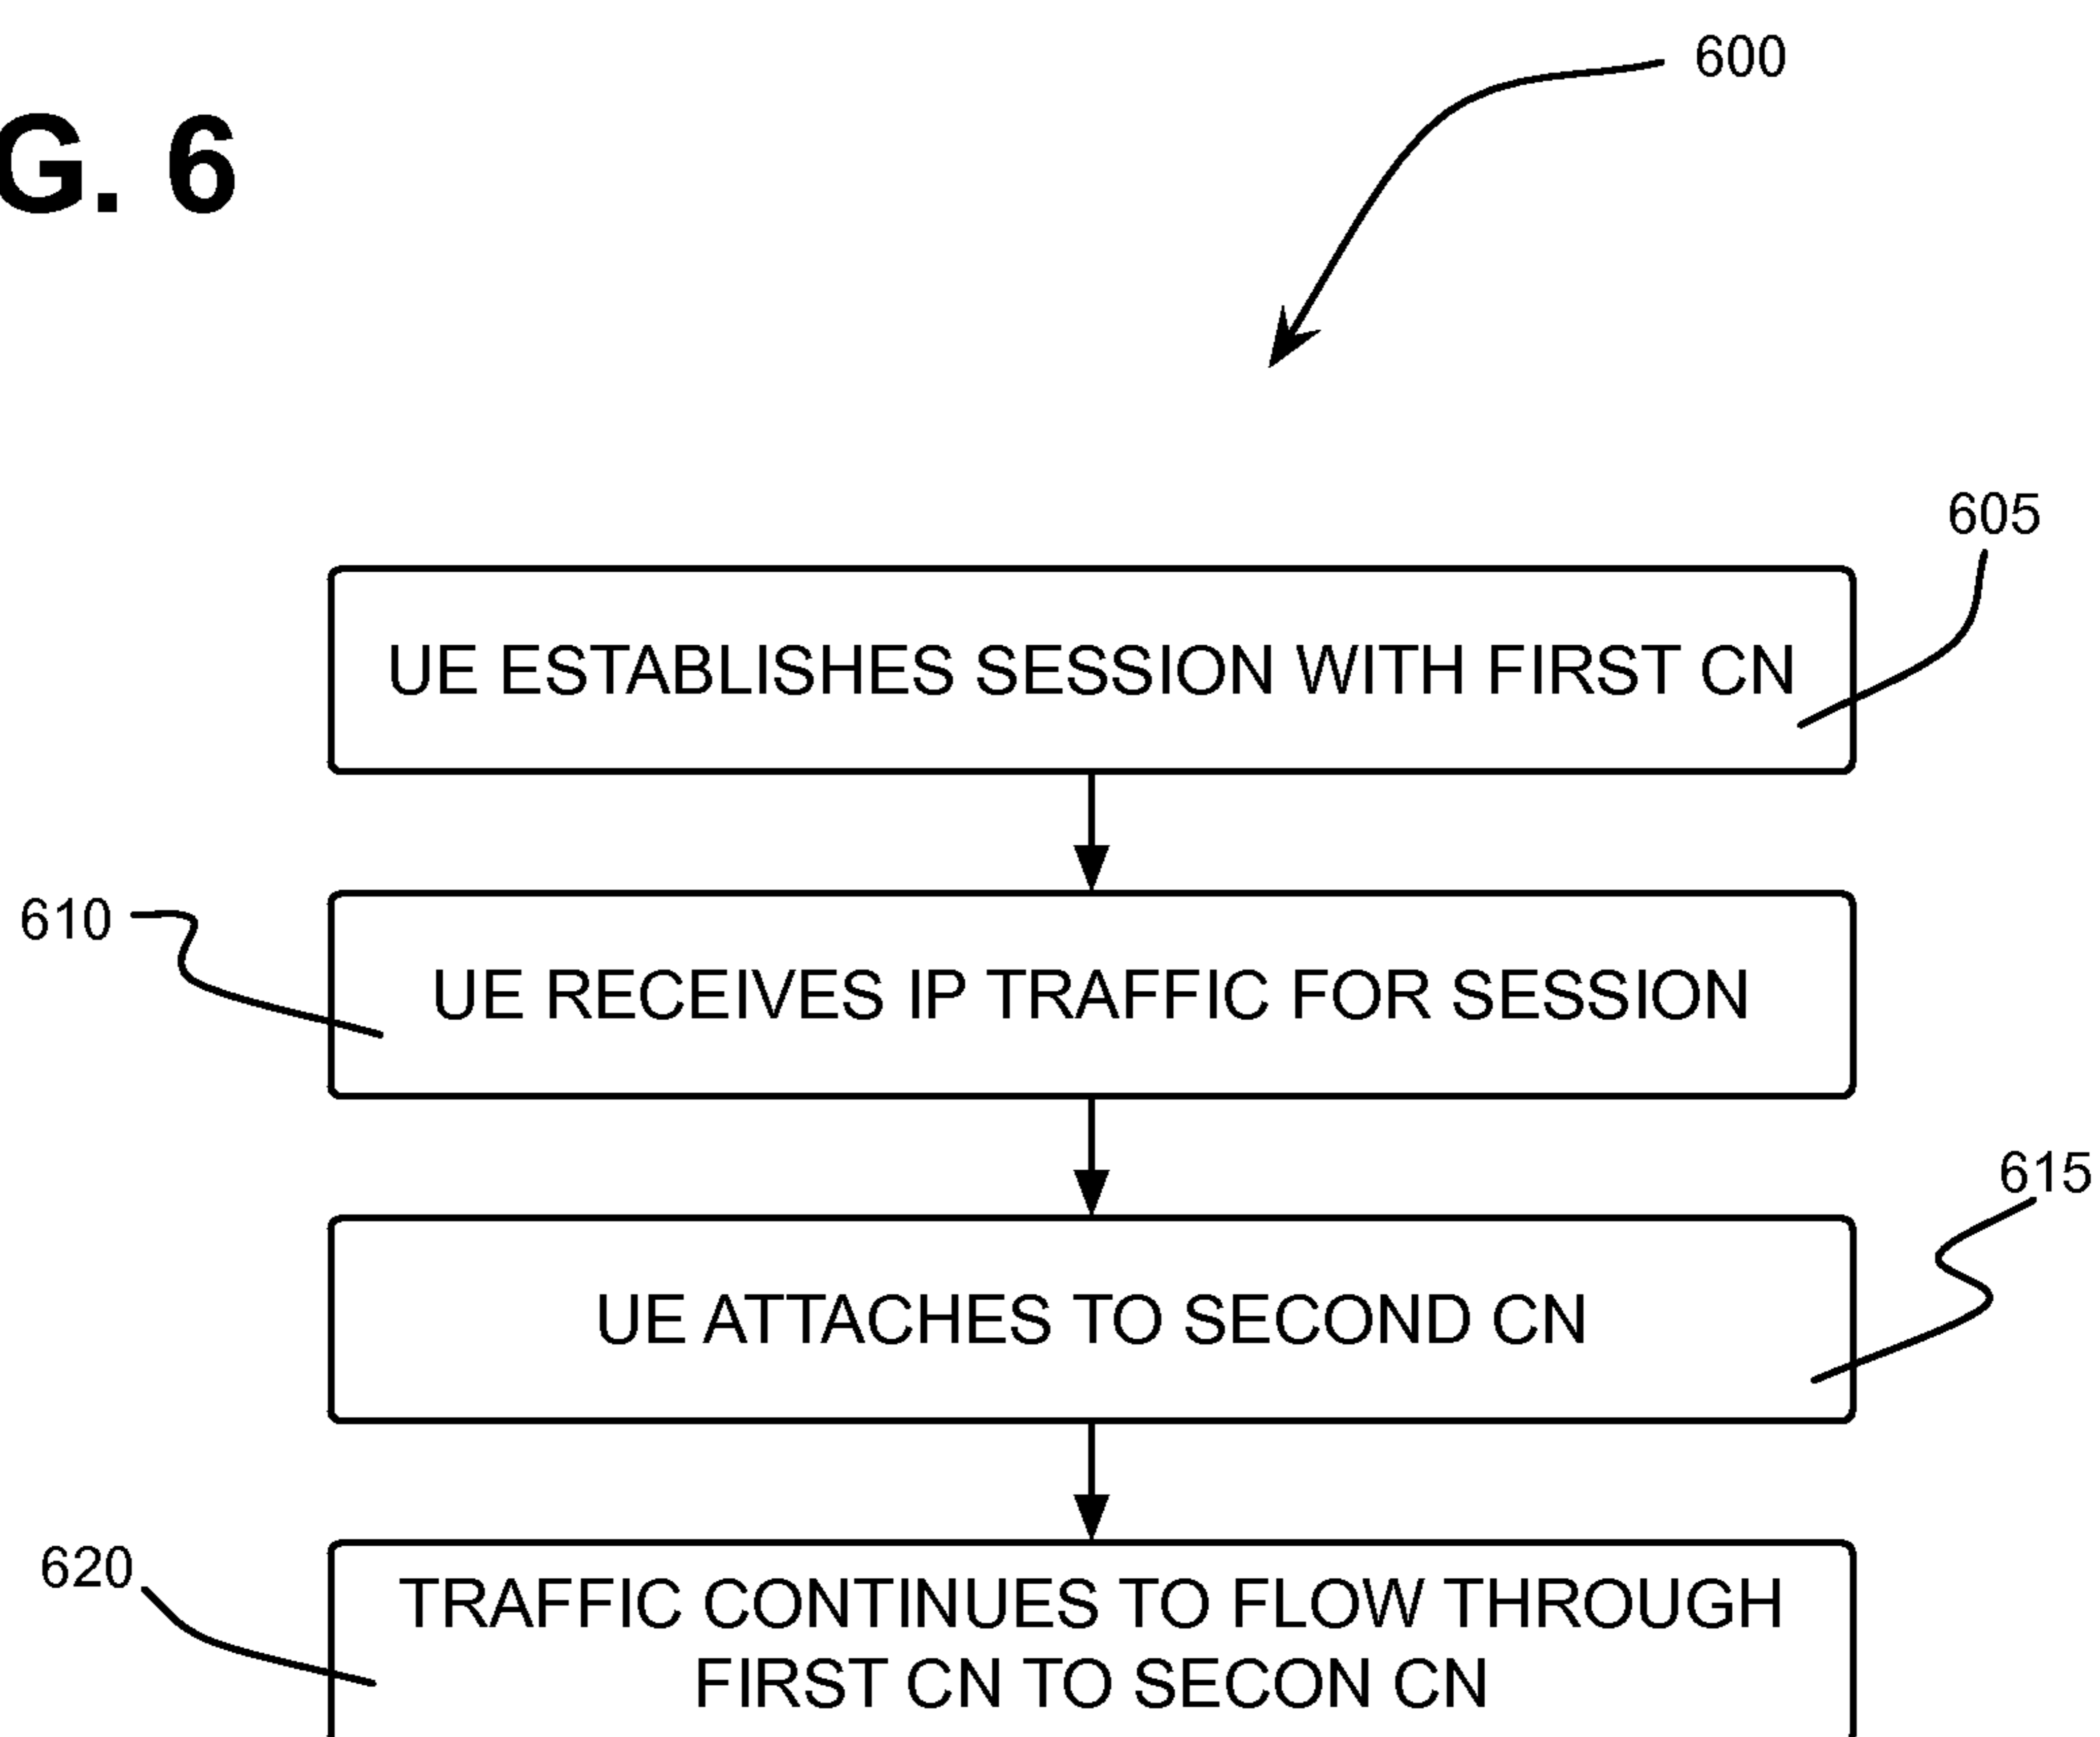 600
G. 6
605
UE ESTABLISHES SESSION WITH FIRST CN
610
UE RECEIVES IP TRAFFIC FOR SESSION
615
UE ATTACHES TO SECOND CN
620
TRAFFIC CONTINUES TO FLOW THROUGH
FIRST CN TO SECON CN